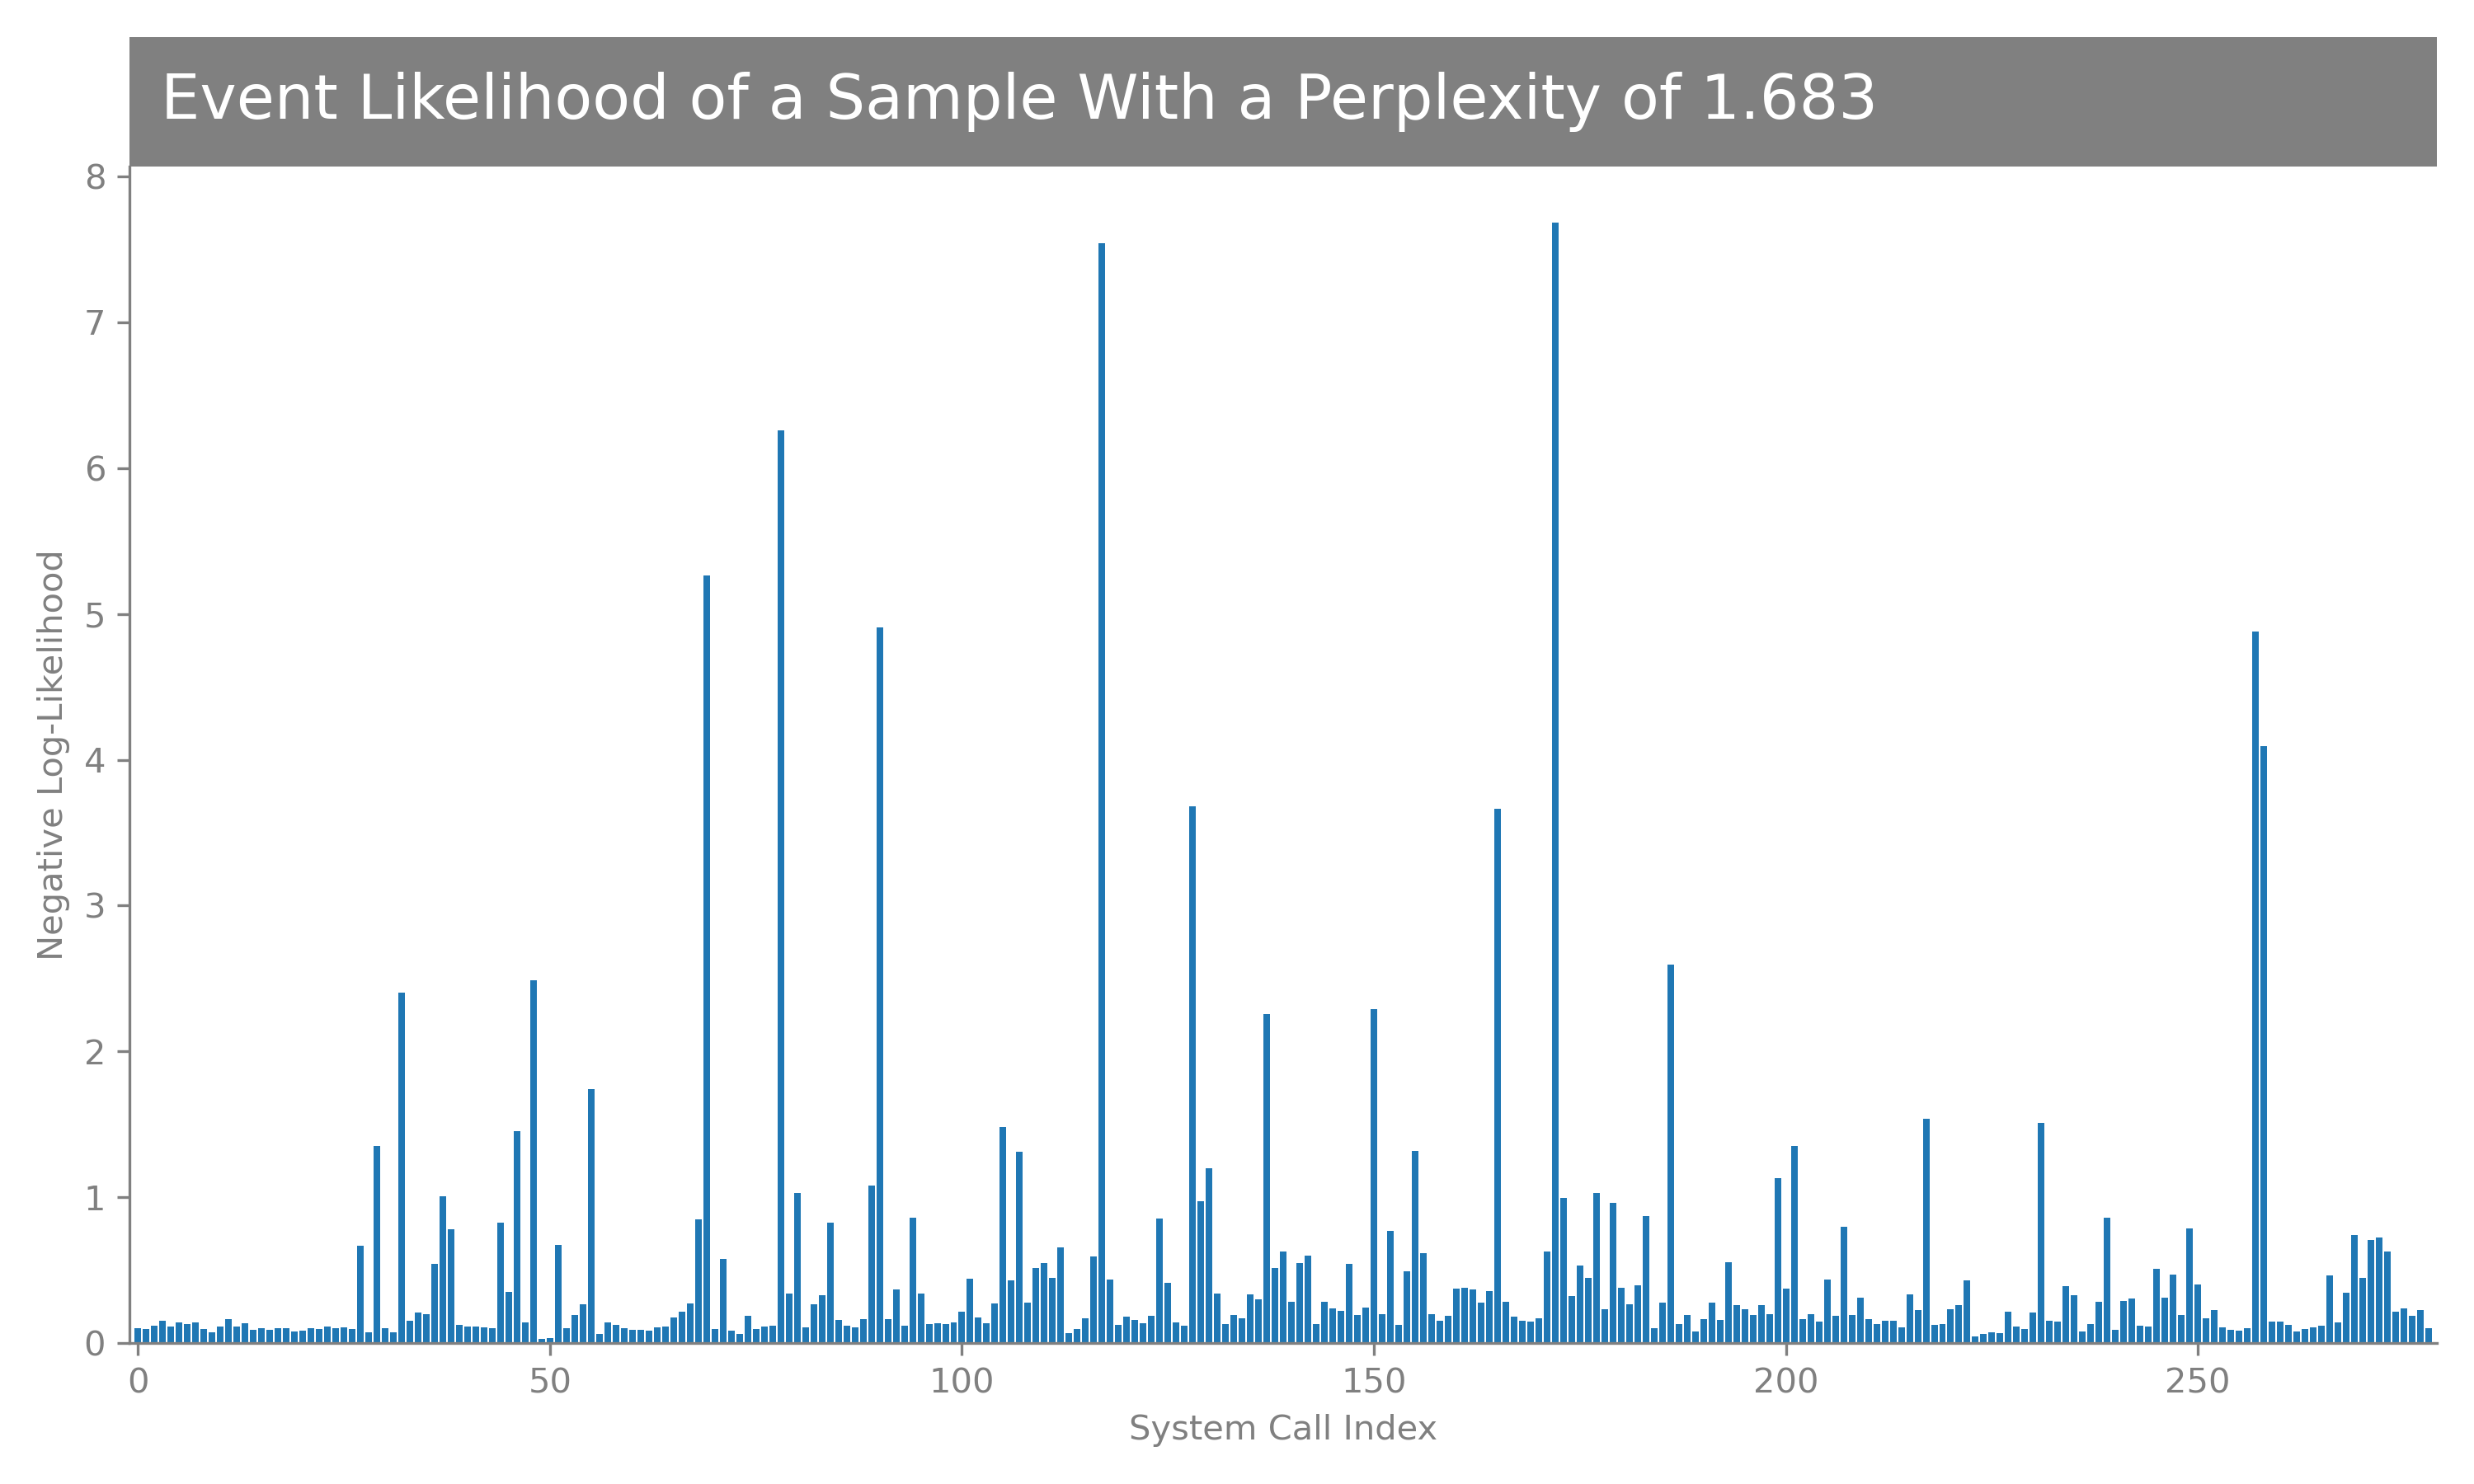 Event Likelihood of a Sample With a Perplexity of 1.683
8
7
6
5
4
3
2
1
0
Negative Log-Likelihood
0 50 100 150 200 250
System Call Index